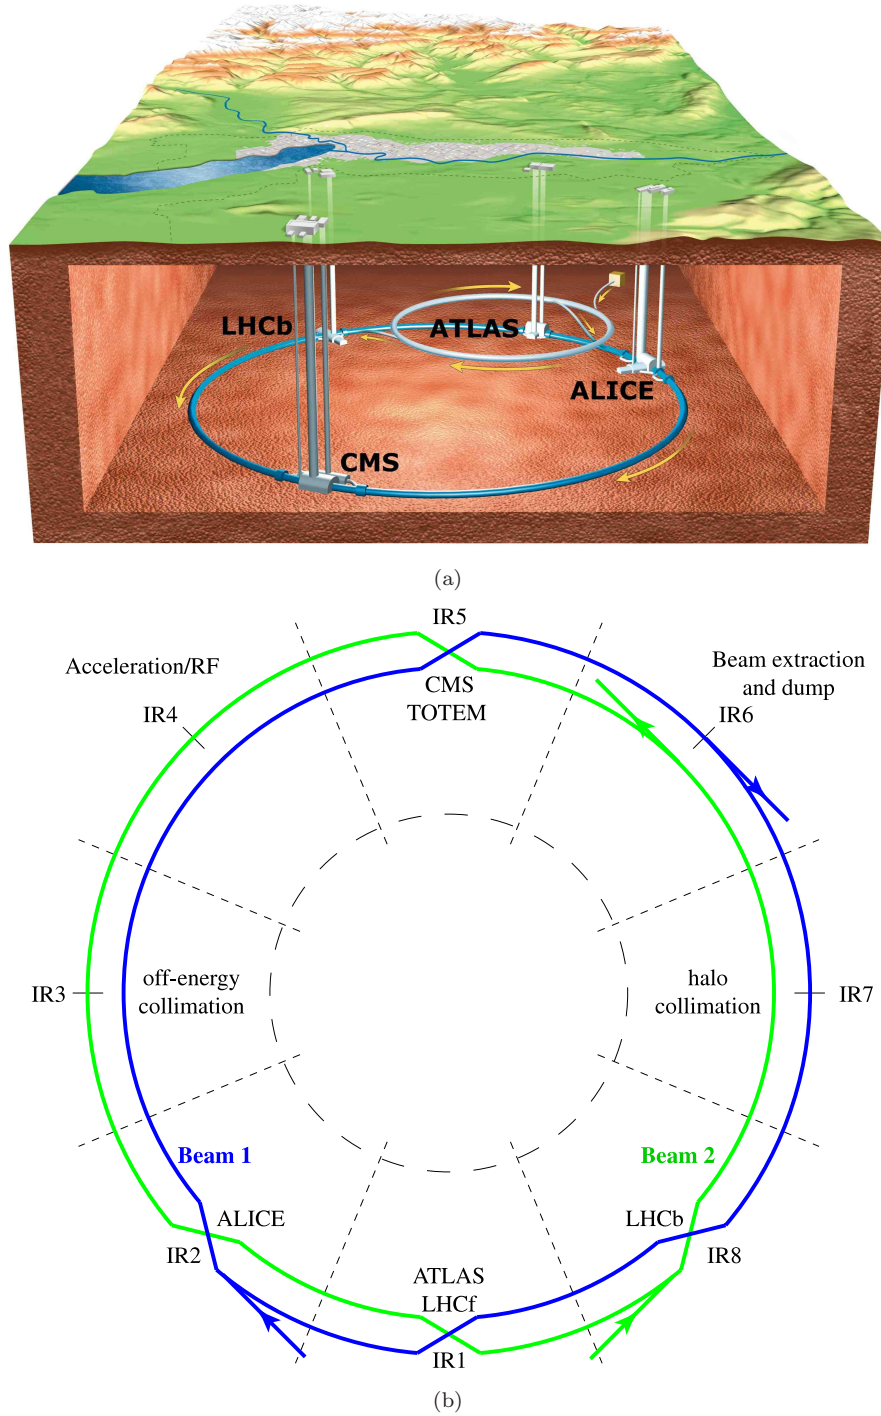 LHCb
ATLAS
ALICE
CMS
(a)
IR5
Acceleration/RF
Beam extraction
and dump
CMS
TOTEM
IR4
IR6
IR3
off-energy
collimation
halo
collimation
IR7
Beam 1
Beam 2
ALICE
LHCb
IR2
IR8
ATLAS
LHCf
IR1
(b)